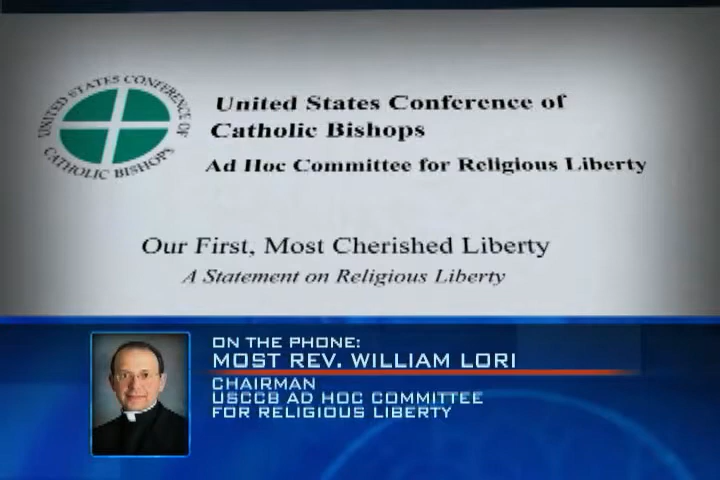 UNITED STATES CONFERENCE OF
CATHOLIC BISHOPS
United States Conference of
Catholic Bishops
Ad Hoc Committee for Religious Liberty
Our First, Most Cherished Liberty
A Statement on Religious Liberty
ON THE PHONE:
MOST REV. WILLIAM LORI
CHAIRMAN
USCCB AD HOC COMMITTEE
FOR RELIGIOUS LIBERTY